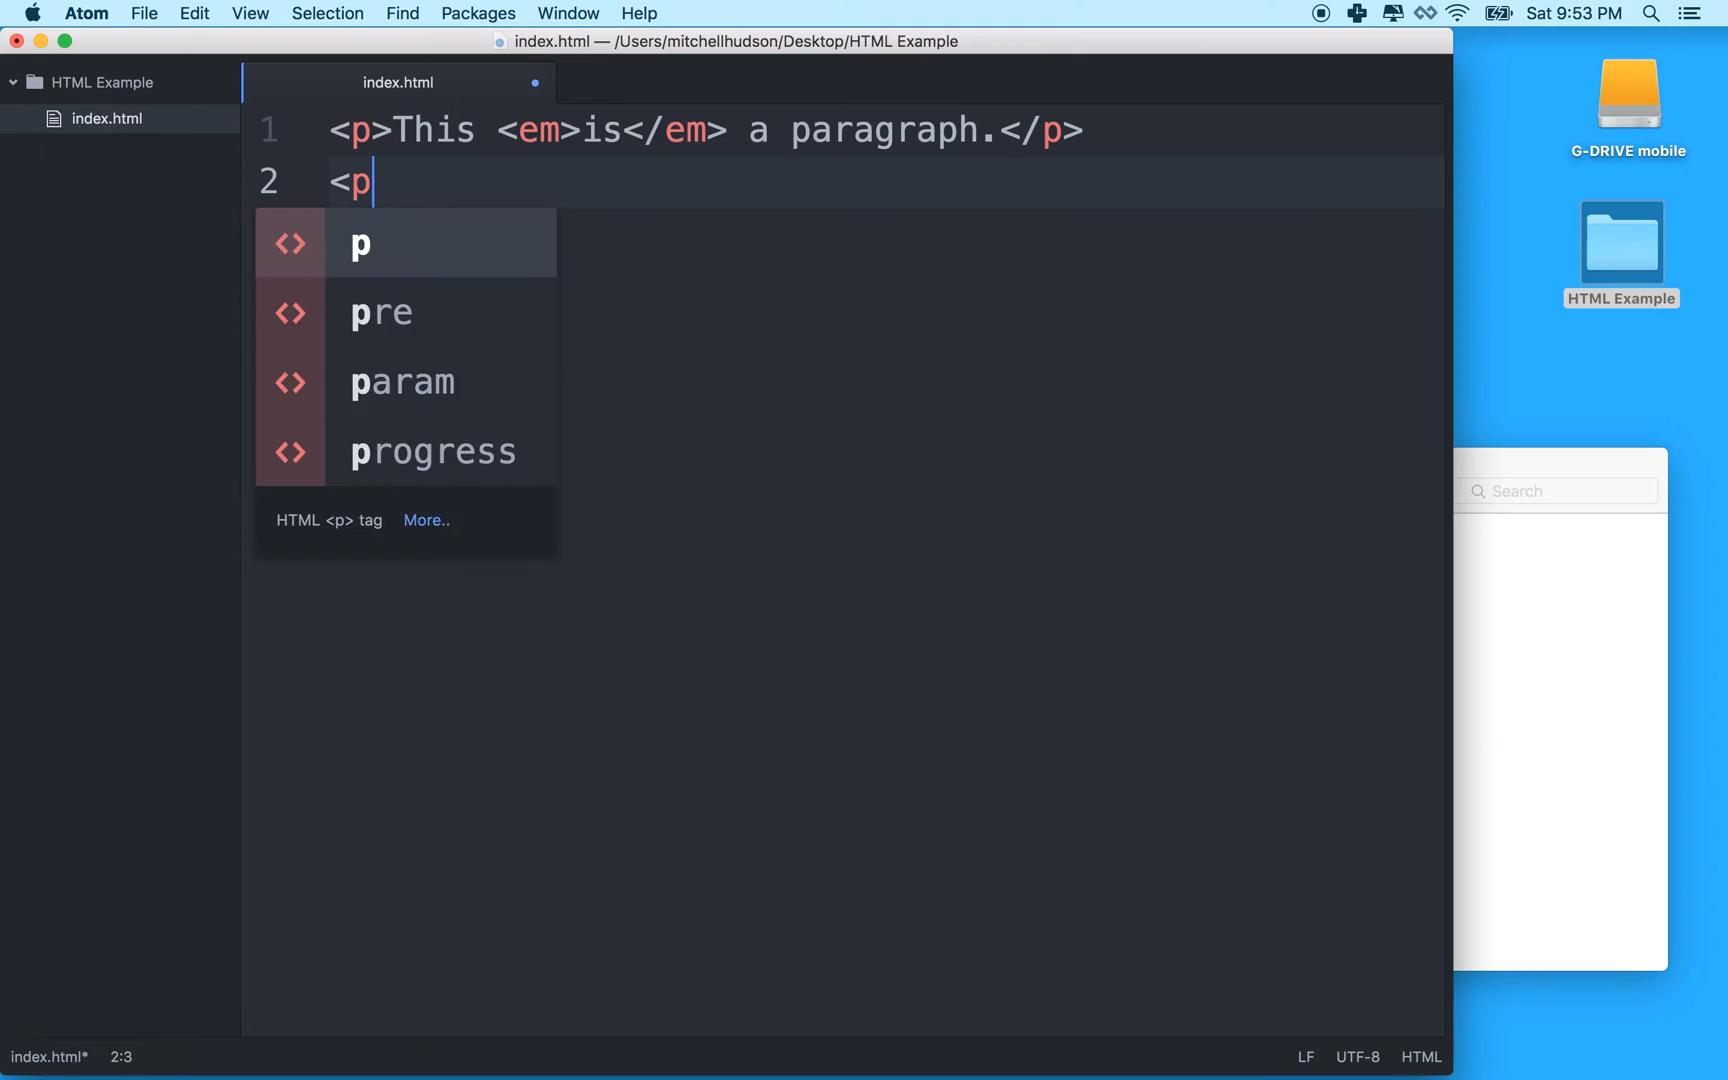 Atom File Edit View Selection Find Packages Window Help Sat 9:53 PM
index.html — /Users/mitchellhudson/Desktop/HTML Example
HTML Example
index.html
index.html
1 <p>This <em>is</em> a paragraph.</p>
2 <p
<> p
<> pre
<> param
<> progress
HTML <p> tag More..
G-DRIVE mobile
HTML Example
Search
index.html* 2:3 LF UTF-8 HTML